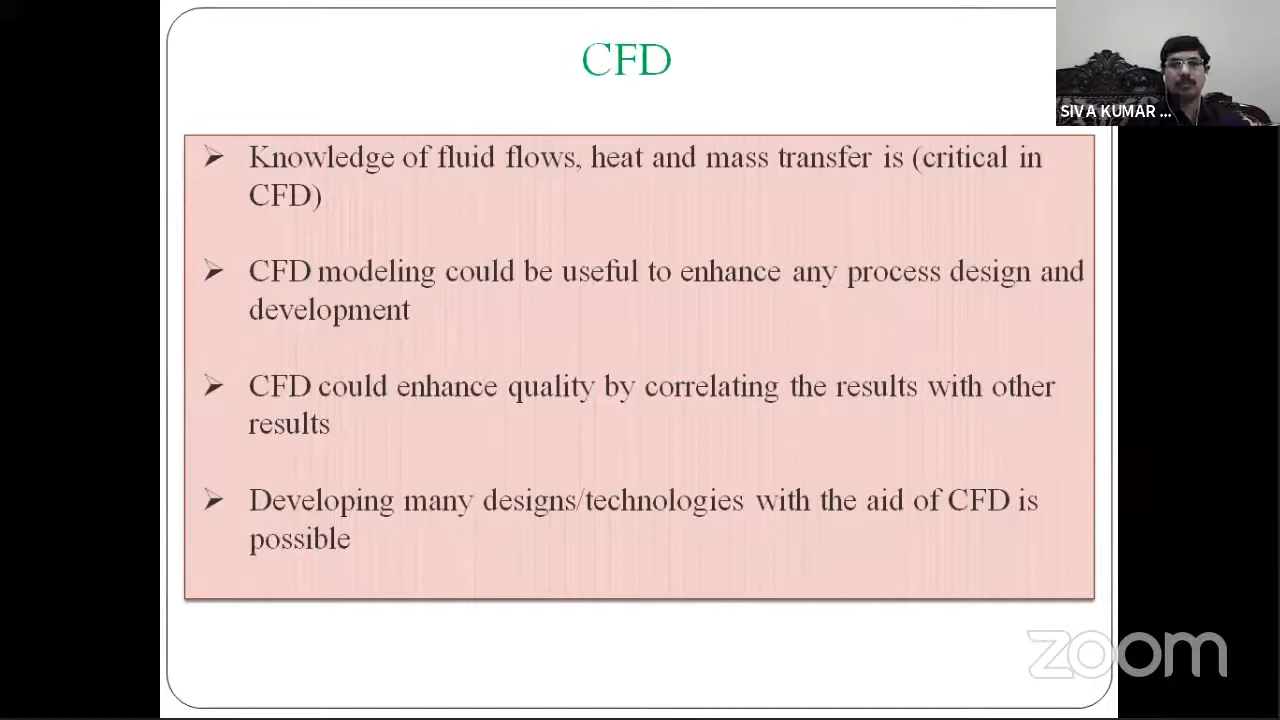 CFD
SIVA KUMAR ...
Knowledge of fluid flows, heat and mass transfer is (critical in
CFD)
CFD modeling could be useful to enhance any process design and
development
CFD could enhance quality by correlating the results with other
results
Developing many designs/technologies with the aid of CFD is
possible
zoom